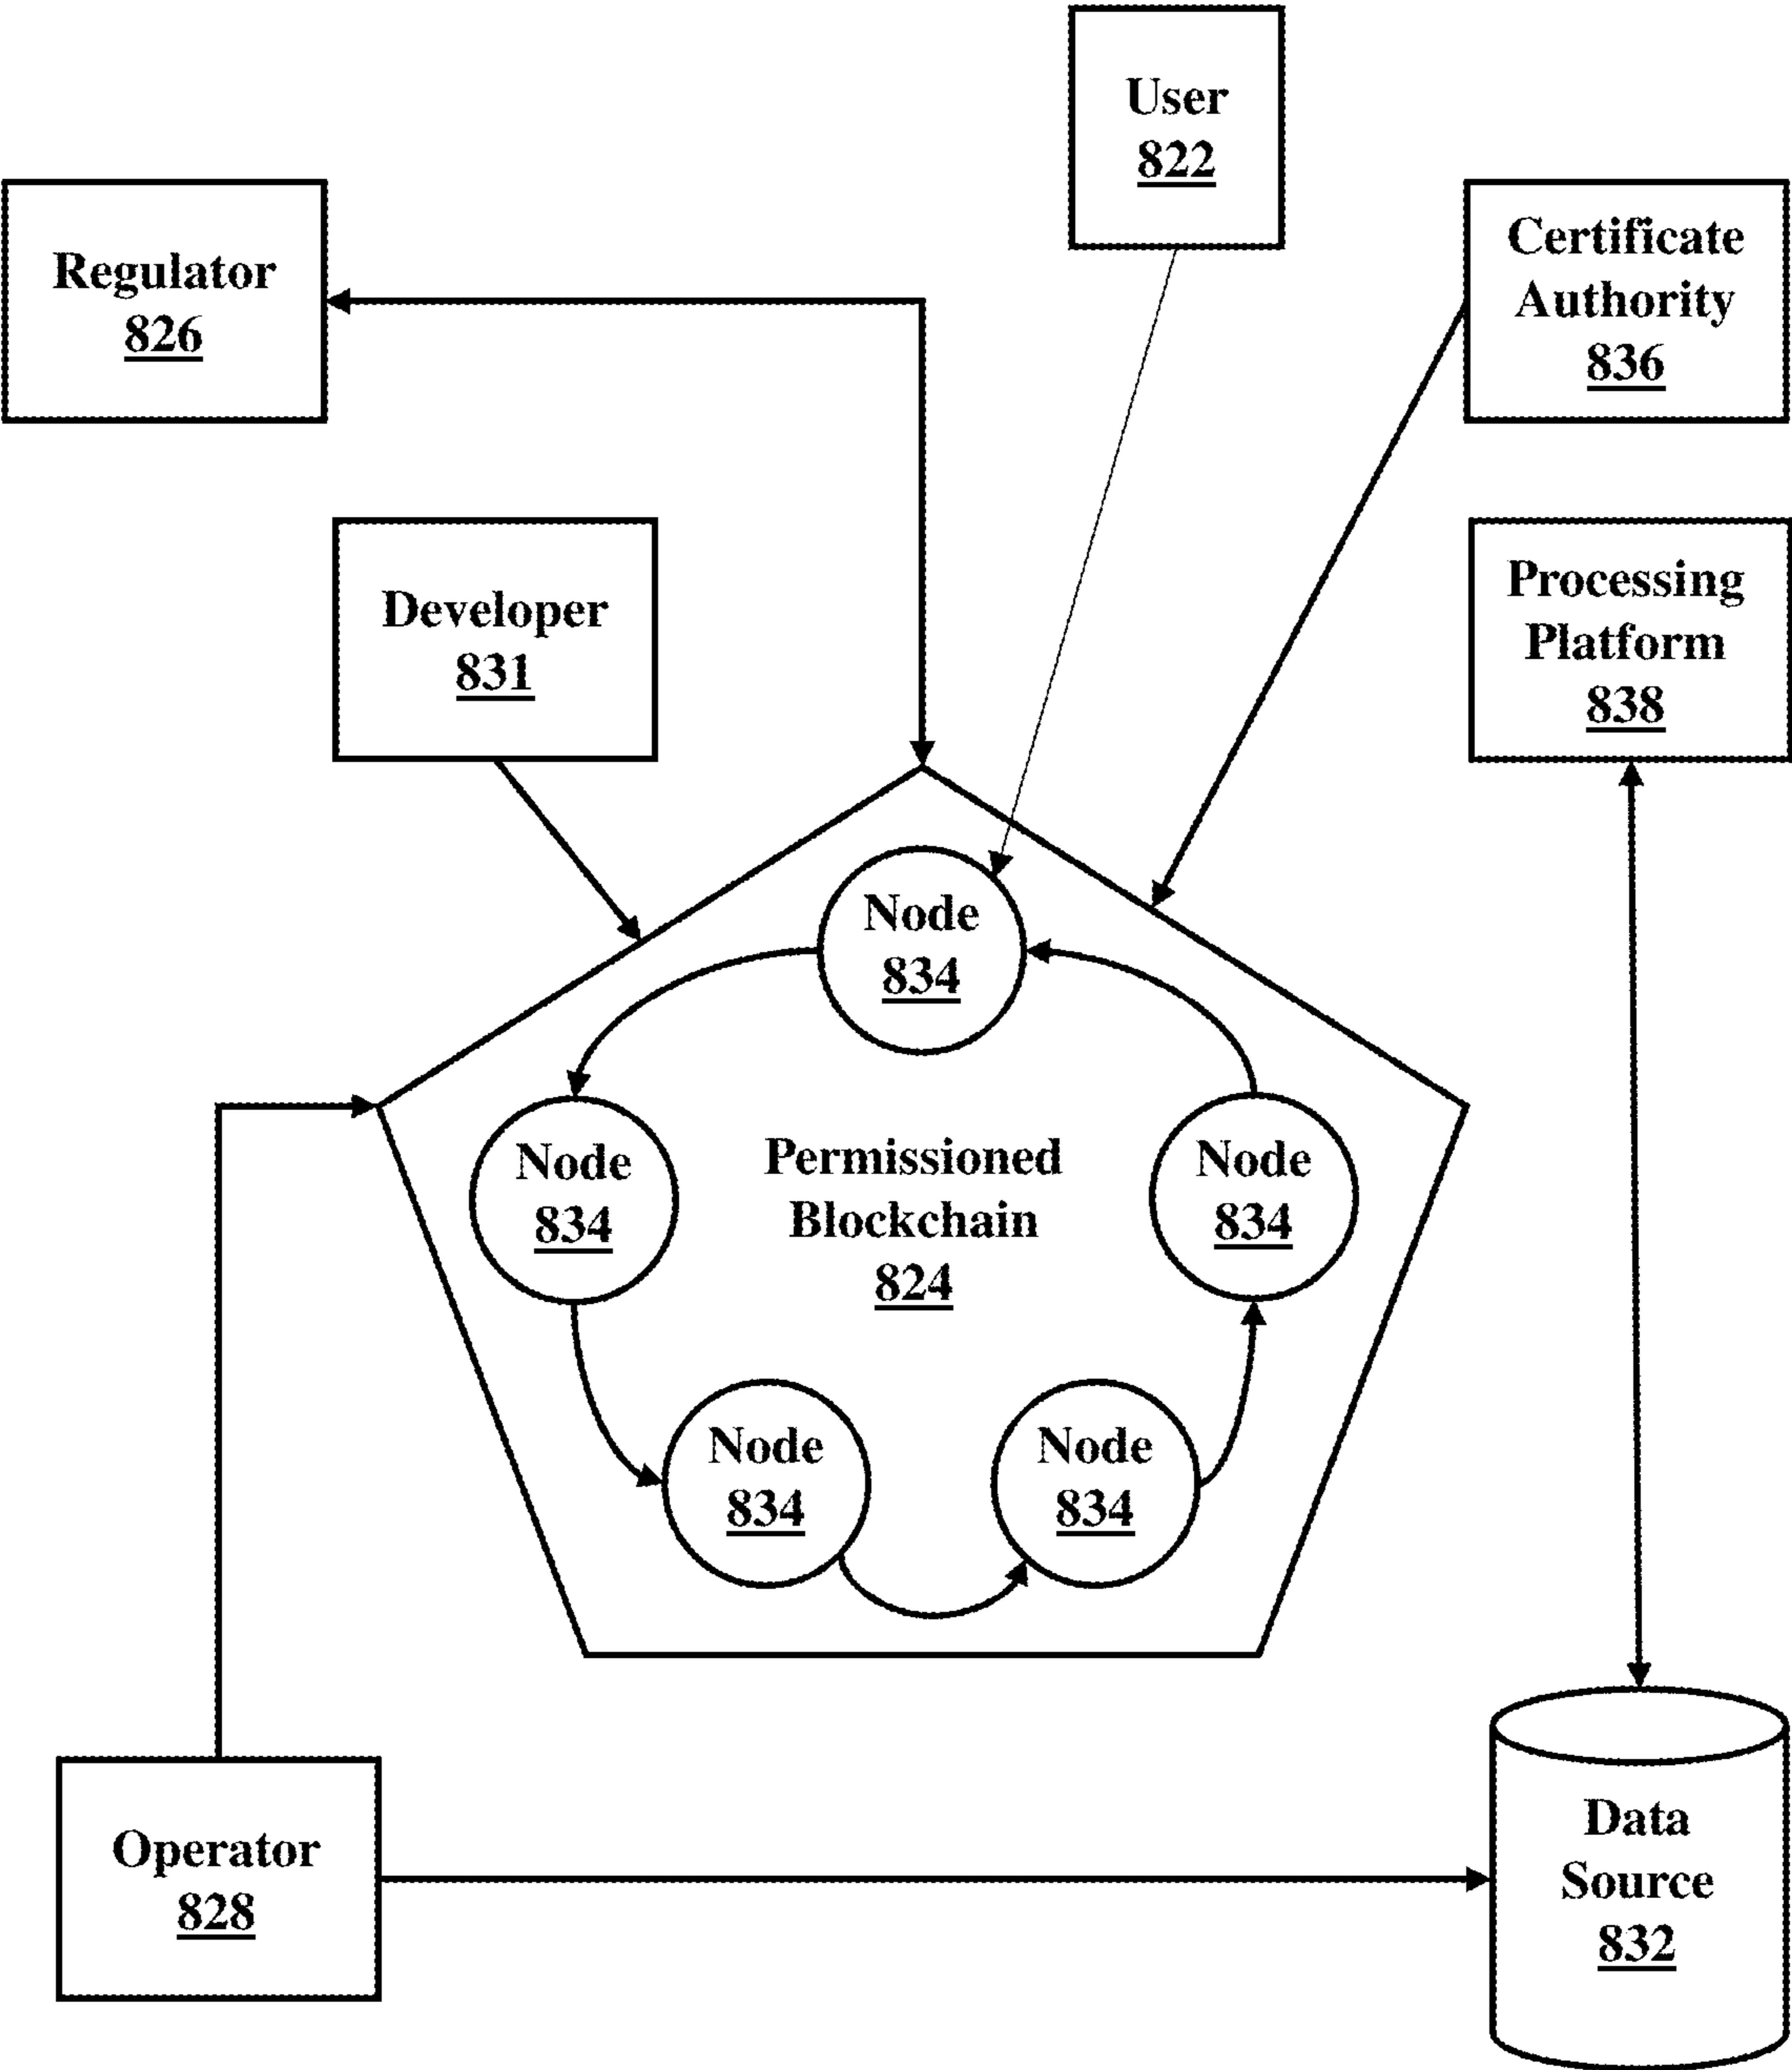 User
822
Regulator
826
Certificate
Authority
836
Developer
831
Processing
Platform
838
Node
834
Node
834
Permissioned
Blockchain
824
Node
834
Node
834
Node
834
Operator
828
Data
Source
832